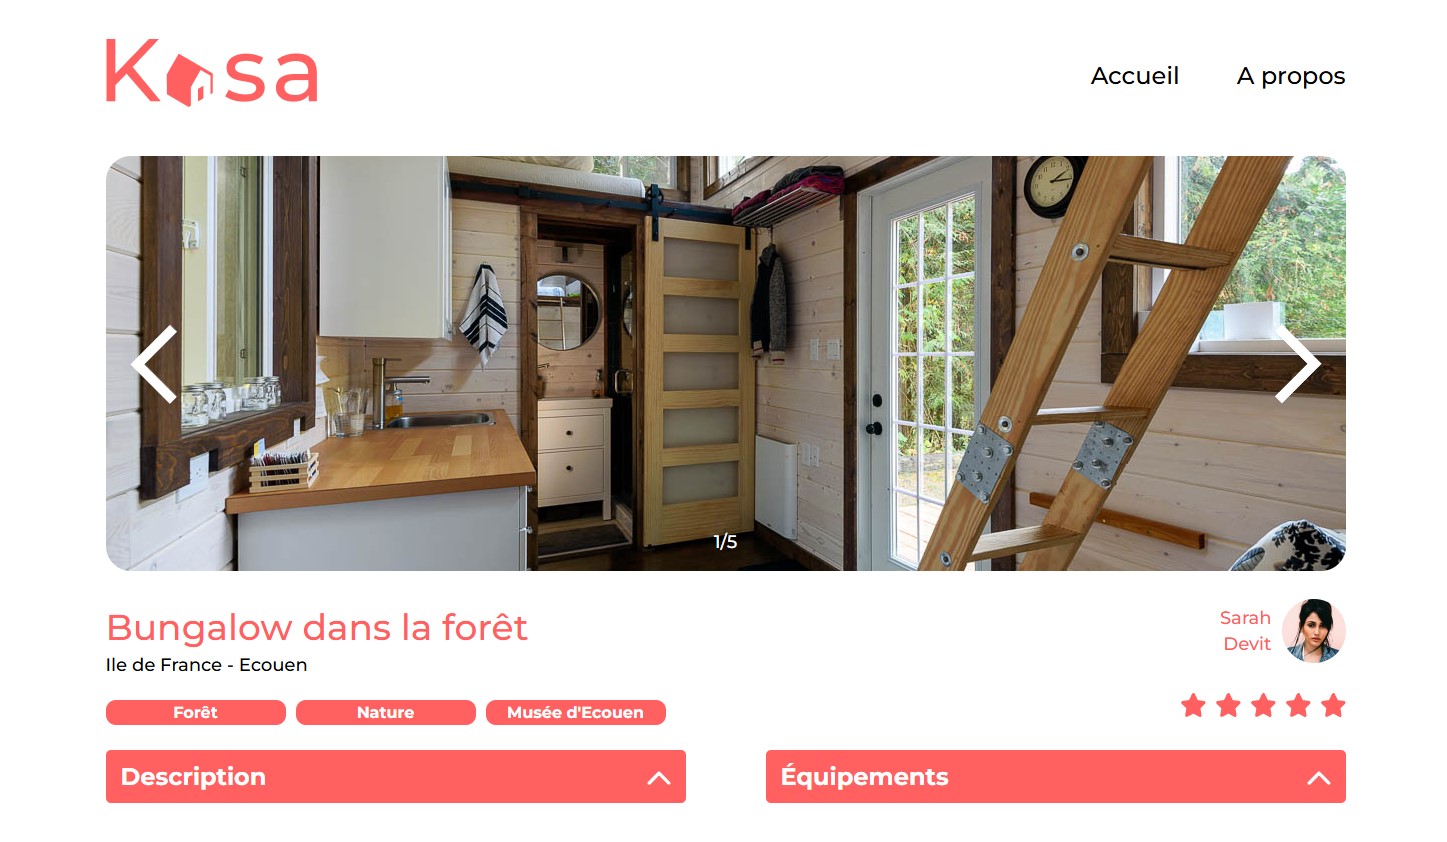 Kasa
Accueil
A propos
1/5
Bungalow dans la forêt
Ile de France - Ecouen
Sarah
Devit
Forêt
Nature
Musée d'Ecouen
Description
Équipements